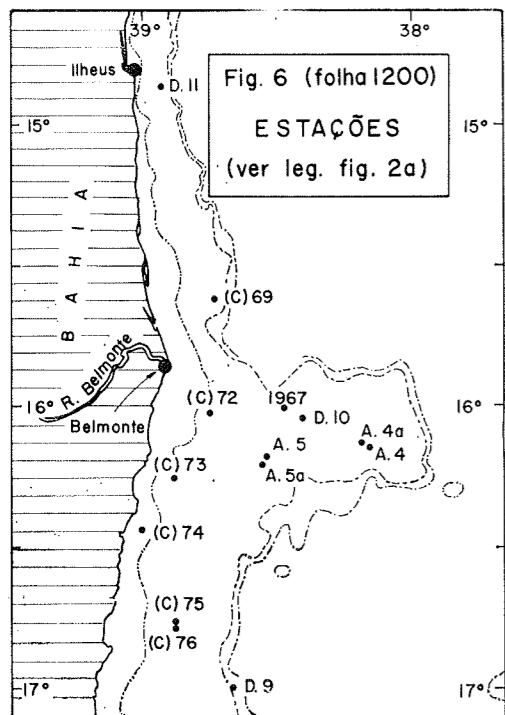 39°
38°
Ilheus
D. 11
Fig. 6 (folha 1200)
ESTAÇÕES
(ver leg. fig. 2a)
15°
15°
BAHIA
(C) 69
R. Belmonte
16°
Belmonte
(C) 72
1967
D. 10
16°
A. 5
A. 4a
A. 4
A. 5a
(C) 73
(C) 74
(C) 75
(C) 76
D. 9
17°
17°